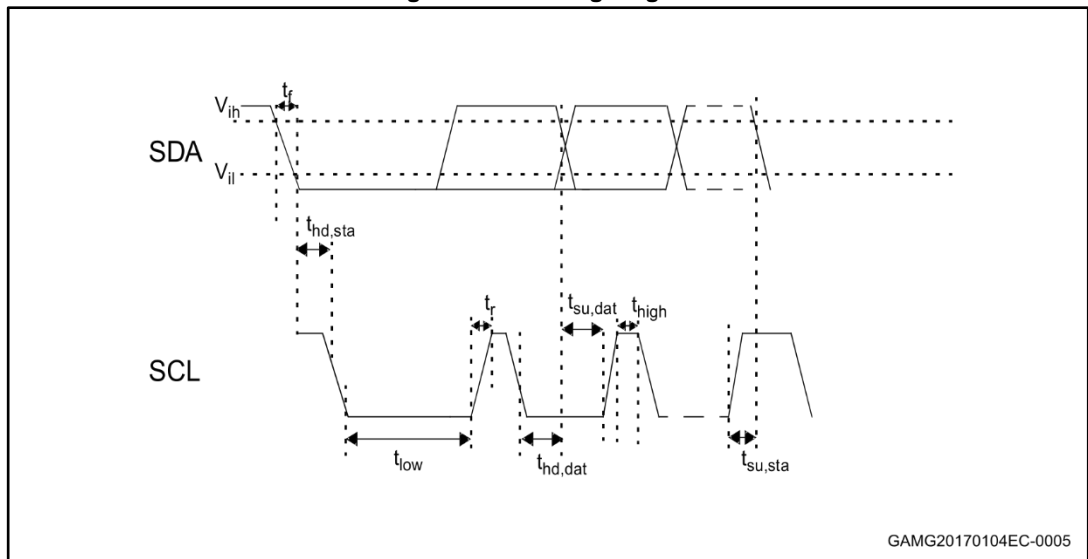 t_f
V_ih
SDA
V_il
t_hd,sta
t_r
t_su,dat
t_high
SCL
t_low
t_hd,dat
t_su,sta
GAMG20170104EC-0005